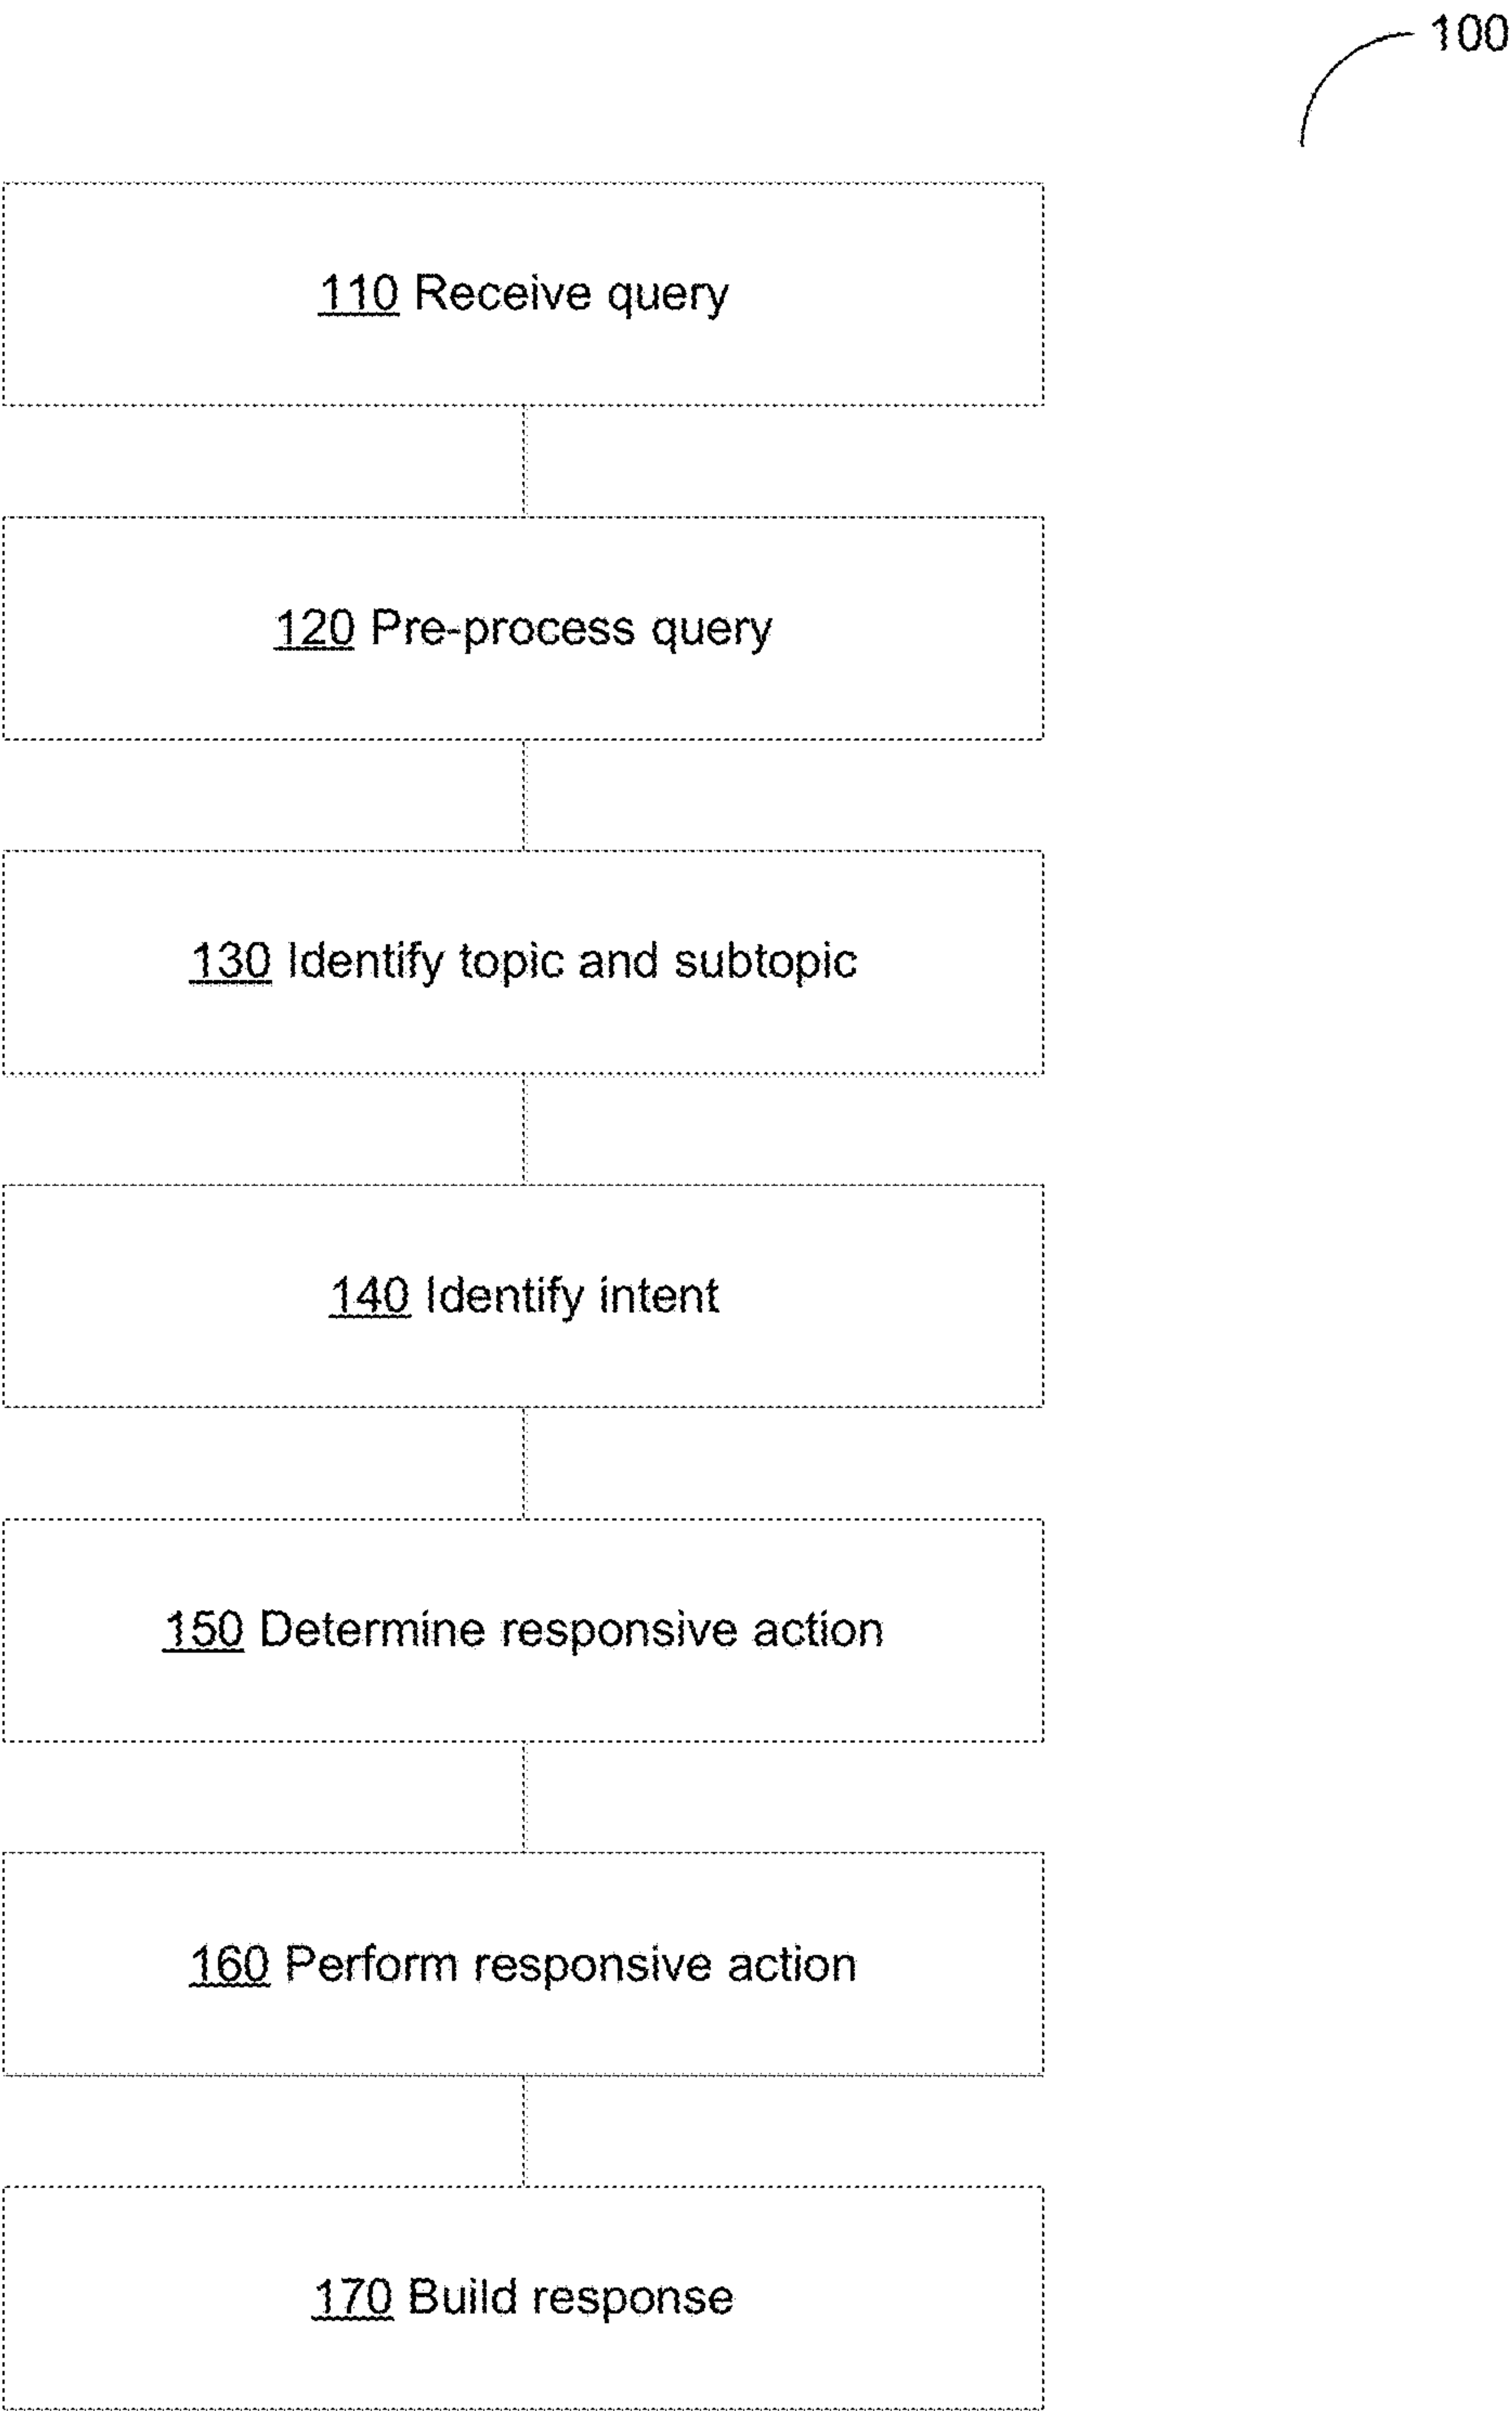 100
110 Receive query
120 Pre-process query
130 Identify topic and subtopic
140 Identify intent
150 Determine responsive action
160 Perform responsive action
170 Build response